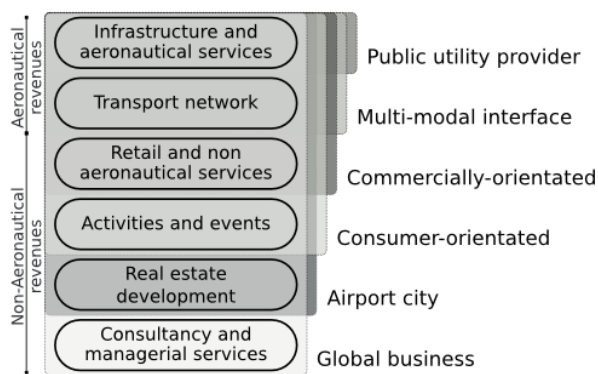 Aeronautical
revenues
Infrastructure and
aeronautical services
Public utility provider
Transport network
Multi-modal interface
Non-Aeronautical
revenues
Retail and non
aeronautical services
Commercially-orientated
Activities and events
Consumer-orientated
Real estate
development
Airport city
Consultancy and
managerial services
Global business